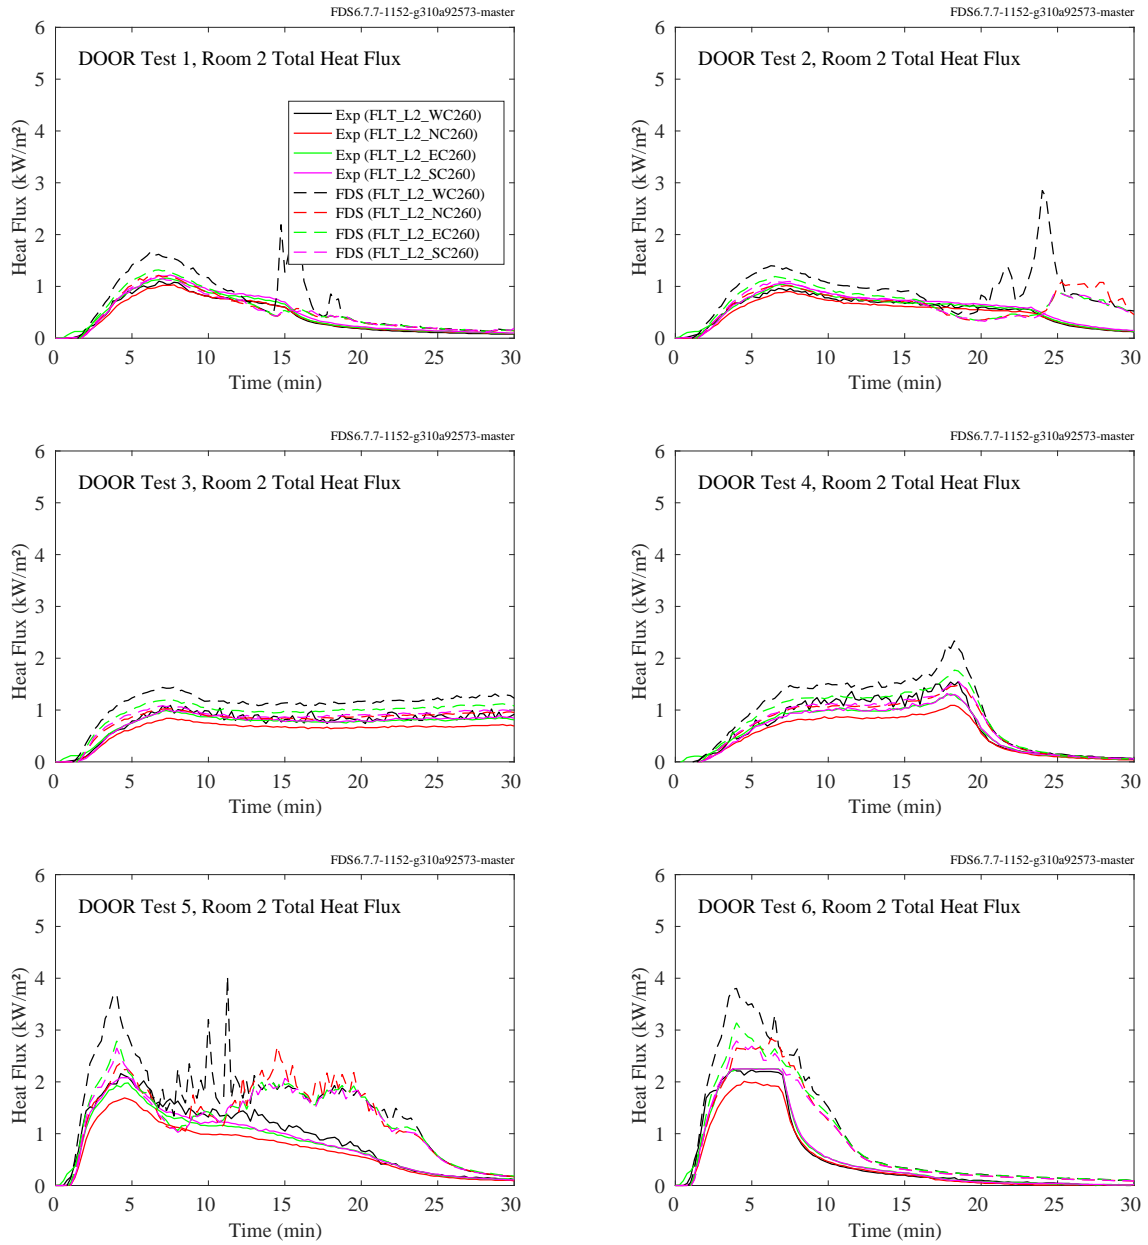 FDS6.7.7-1152-g310a92573-master
DOOR Test 1, Room 2 Total Heat Flux
Exp (FLT_L2_WC260)
Exp (FLT_L2_NC260)
Exp (FLT_L2_EC260)
Exp (FLT_L2_SC260)
FDS (FLT_L2_WC260)
FDS (FLT_L2_NC260)
FDS (FLT_L2_EC260)
FDS (FLT_L2_SC260)
Heat Flux (kW/m²)
6
5
4
3
2
1
0
0 5 10 15 20 25 30
Time (min)
FDS6.7.7-1152-g310a92573-master
DOOR Test 2, Room 2 Total Heat Flux
Heat Flux (kW/m²)
6
5
4
3
2
1
0
0 5 10 15 20 25 30
Time (min)
FDS6.7.7-1152-g310a92573-master
DOOR Test 3, Room 2 Total Heat Flux
Heat Flux (kW/m²)
6
5
4
3
2
1
0
0 5 10 15 20 25 30
Time (min)
FDS6.7.7-1152-g310a92573-master
DOOR Test 4, Room 2 Total Heat Flux
Heat Flux (kW/m²)
6
5
4
3
2
1
0
0 5 10 15 20 25 30
Time (min)
FDS6.7.7-1152-g310a92573-master
DOOR Test 5, Room 2 Total Heat Flux
Heat Flux (kW/m²)
6
5
4
3
2
1
0
0 5 10 15 20 25 30
Time (min)
FDS6.7.7-1152-g310a92573-master
DOOR Test 6, Room 2 Total Heat Flux
Heat Flux (kW/m²)
6
5
4
3
2
1
0
0 5 10 15 20 25 30
Time (min)